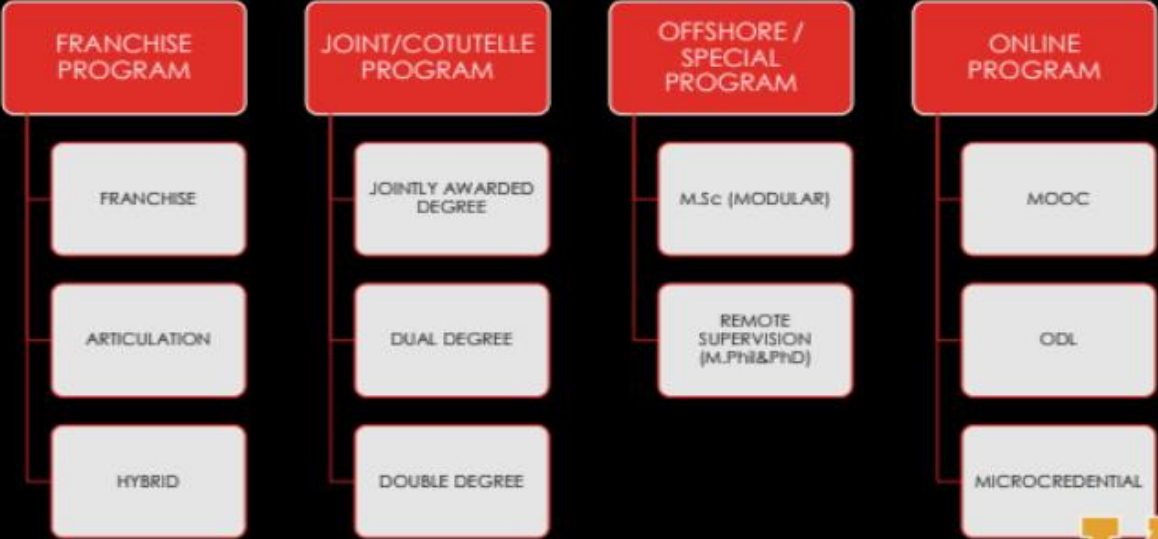 FRANCHISE
PROGRAM
FRANCHISE
ARTICULATION
HYBRID
JOINT/COTUTELLE
PROGRAM
JOINTLY AWARDED
DEGREE
DUAL DEGREE
DOUBLE DEGREE
OFFSHORE /
SPECIAL
PROGRAM
M.Sc (MODULAR)
REMOTE
SUPERVISION
(M.Phil&PhD)
ONLINE
PROGRAM
MOOC
ODL
MICROCREDENTIAL